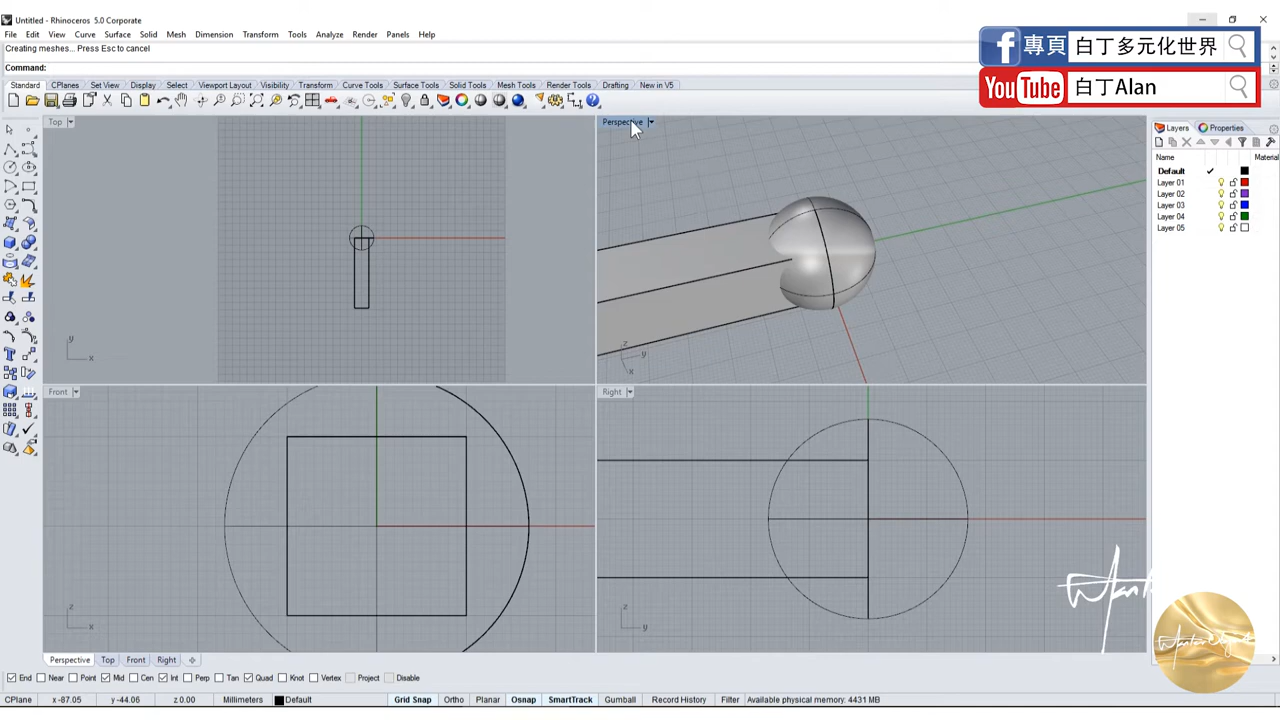 Untitled - Rhinoceros 5.0 Corporate
File Edit View Curve Surface Solid Mesh Dimension Transform Tools Analyze Render Panels Help
Creating meshes... Press Esc to cancel
Command:
專頁 白丁多元化世界
YouTube 白丁Alan
Standard CPlanes Set View Display Select Viewport Layout Visibility Transform Curve Tools Surface Tools Solid Tools Mesh Tools Render Tools Drafting New in V5
Top
Perspective
Layers Properties
Name Material
Default
Layer 01
Layer 02
Layer 03
Layer 04
Layer 05
y
x
z
y
x
Front
Right
z
x
z
y
Perspective Top Front Right
End Near Point Mid Cen Int Perp Tan Quad Knot Vertex Project Disable
CPlane x -87.05 y -44.06 z 0.00 Millimeters Default Grid Snap Ortho Planar Osnap SmartTrack Gumball Record History Filter Available physical memory: 4431 MB